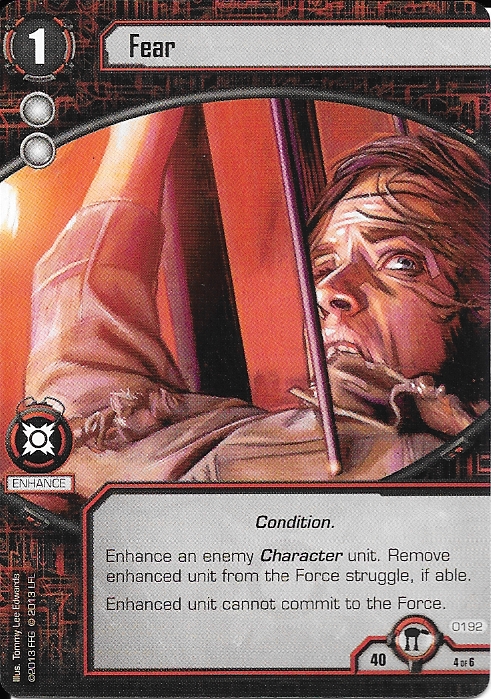 1
Fear
ENHANCE
Condition.
Enhance an enemy Character unit. Remove
enhanced unit from the Force struggle, if able.
Enhanced unit cannot commit to the Force.
0192
40
4 OF 6
Illus. Tommy Lee Edwards
©2013 FFG © 2013 LFL